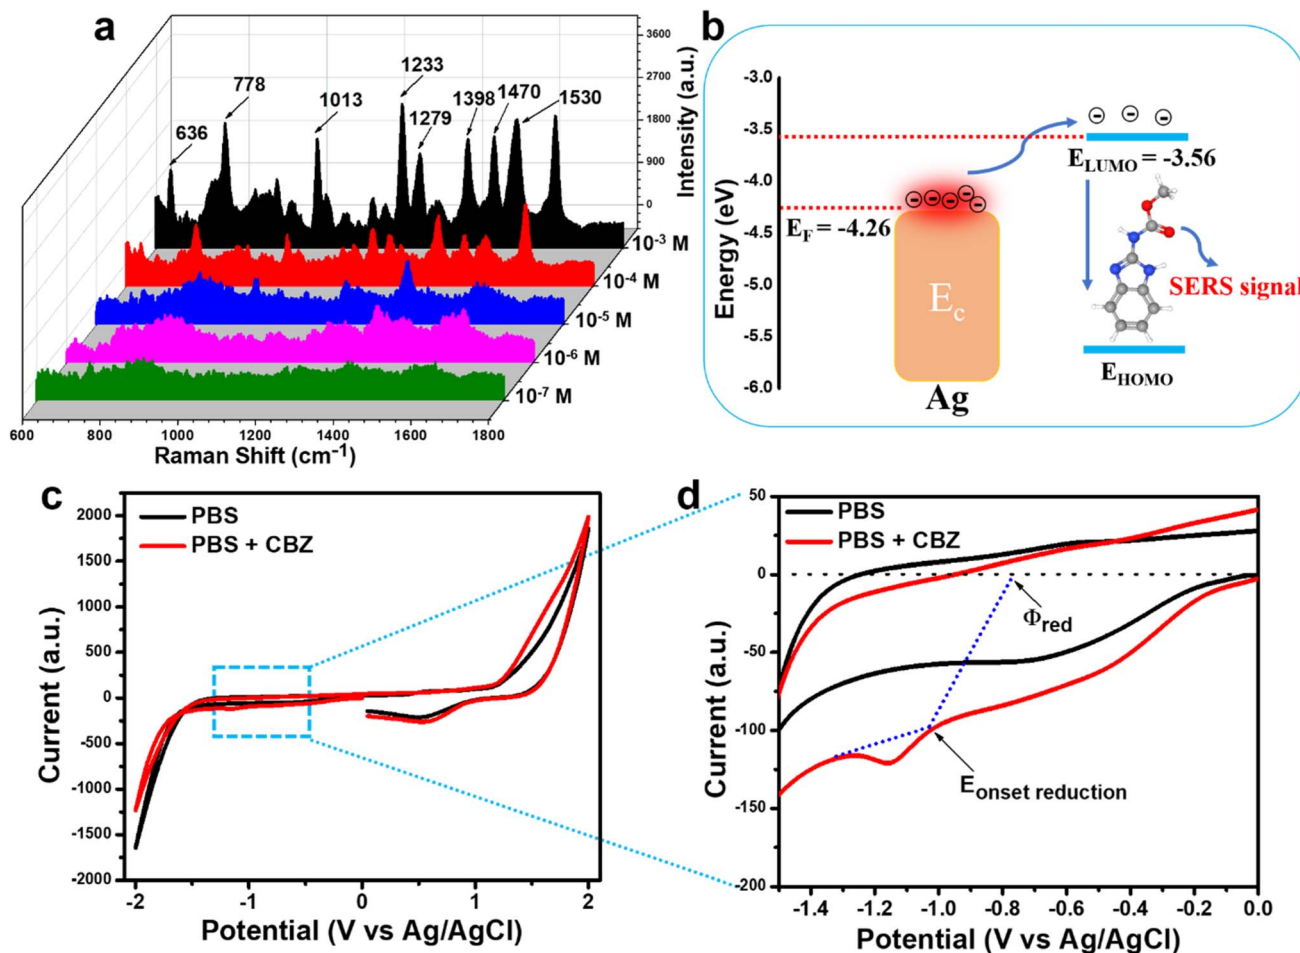 a
636
778
1013
1233
1279
1398
1470
1530
Intensity (a.u.)
3600
2700
1800
900
0
10⁻³ M
10⁻⁴ M
10⁻⁵ M
10⁻⁶ M
10⁻⁷ M
600 800 1000 1200 1400 1600 1800
Raman Shift (cm⁻¹)
b
Energy (eV)
-3.0
-3.5
-4.0
-4.5
-5.0
-5.5
-6.0
E_LUMO = -3.56
E_F = -4.26
E_c
SERS signal
E_HOMO
Ag
c
PBS
PBS + CBZ
Current (a.u.)
2000
1500
1000
500
0
-500
-1000
-1500
-2000
-2 -1 0 1 2
Potential (V vs Ag/AgCl)
d
PBS
PBS + CBZ
Current (a.u.)
50
0
-50
-100
-150
-200
Φred
E onset reduction
-1.4 -1.2 -1.0 -0.8 -0.6 -0.4 -0.2 0.0
Potential (V vs Ag/AgCl)